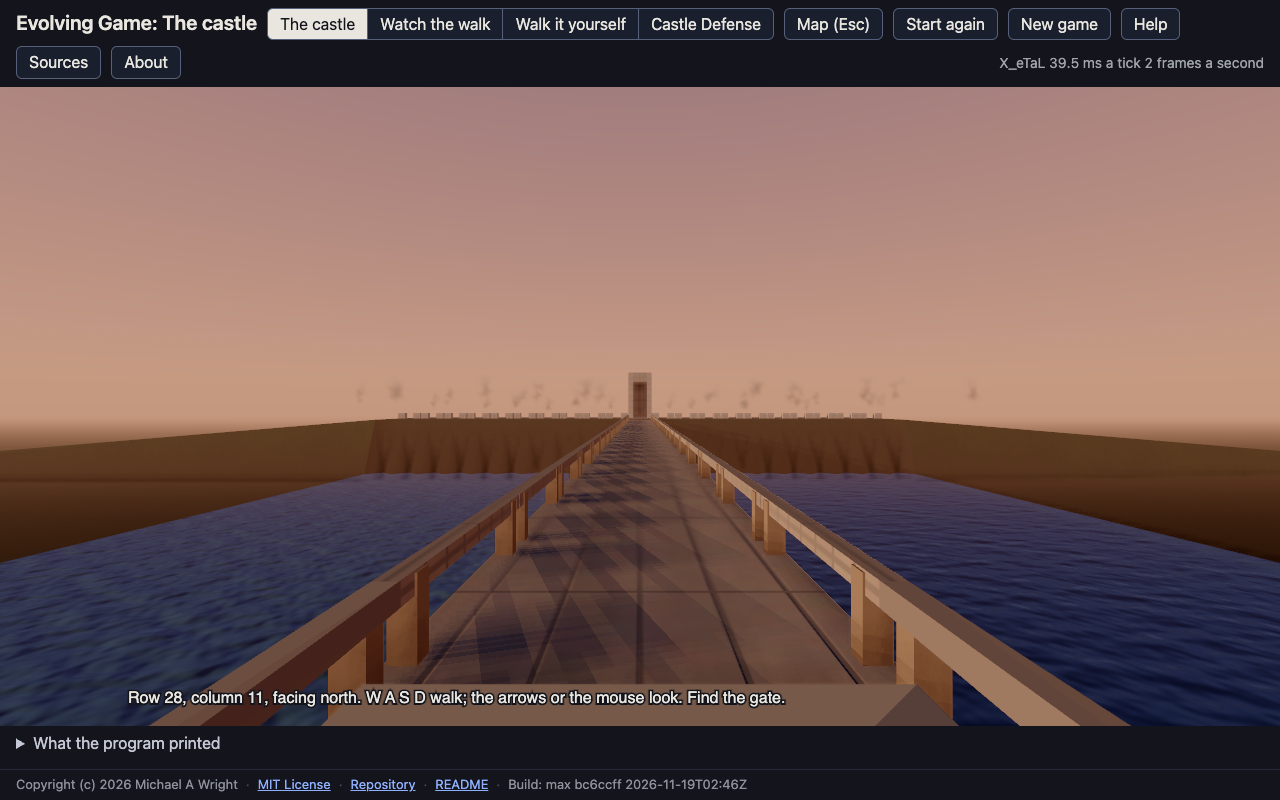 Evolving Game: The castle
The castle
Watch the walk
Walk it yourself
Castle Defense
Map (Esc)
Start again
New game
Help
Sources
About
X_eTaL 39.5 ms a tick 2 frames a second
Row 28, column 11, facing north. W A S D walk; the arrows or the mouse look. Find the gate.
What the program printed
Copyright (c) 2026 Michael A Wright · MIT License · Repository · README · Build: max bc6ccff 2026-11-19T02:46Z